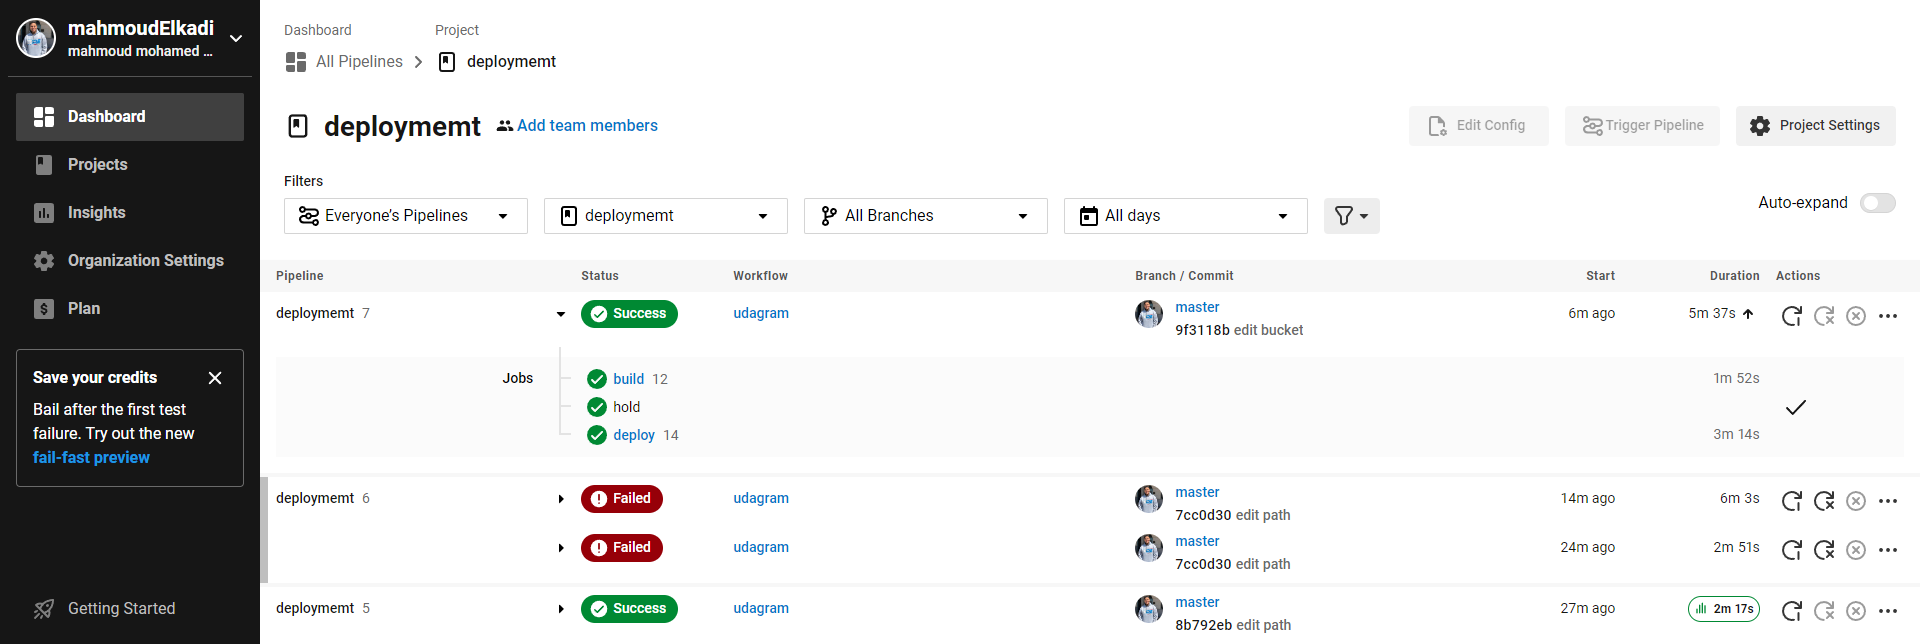 mahmoudElkadi
mahmoud mohamed ...
Dashboard
Projects
Insights
Organization Settings
Plan
Save your credits
Bail after the first test
failure. Try out the new
fail-fast preview
Getting Started
Dashboard Project
All Pipelines deploymemt
deploymemt Add team members
Edit Config Trigger Pipeline Project Settings
Filters
Everyone’s Pipelines deploymemt All Branches All days
Auto-expand
Pipeline Status Workflow Branch / Commit Start Duration Actions
deploymemt 7 Success udagram master 6m ago 5m 37s
9f3118b edit bucket
Jobs build 12 1m 52s
hold
deploy 14 3m 14s
deploymemt 6 Failed udagram master 14m ago 6m 3s
7cc0d30 edit path
Failed udagram master 24m ago 2m 51s
7cc0d30 edit path
deploymemt 5 Success udagram master 27m ago 2m 17s
8b792eb edit path